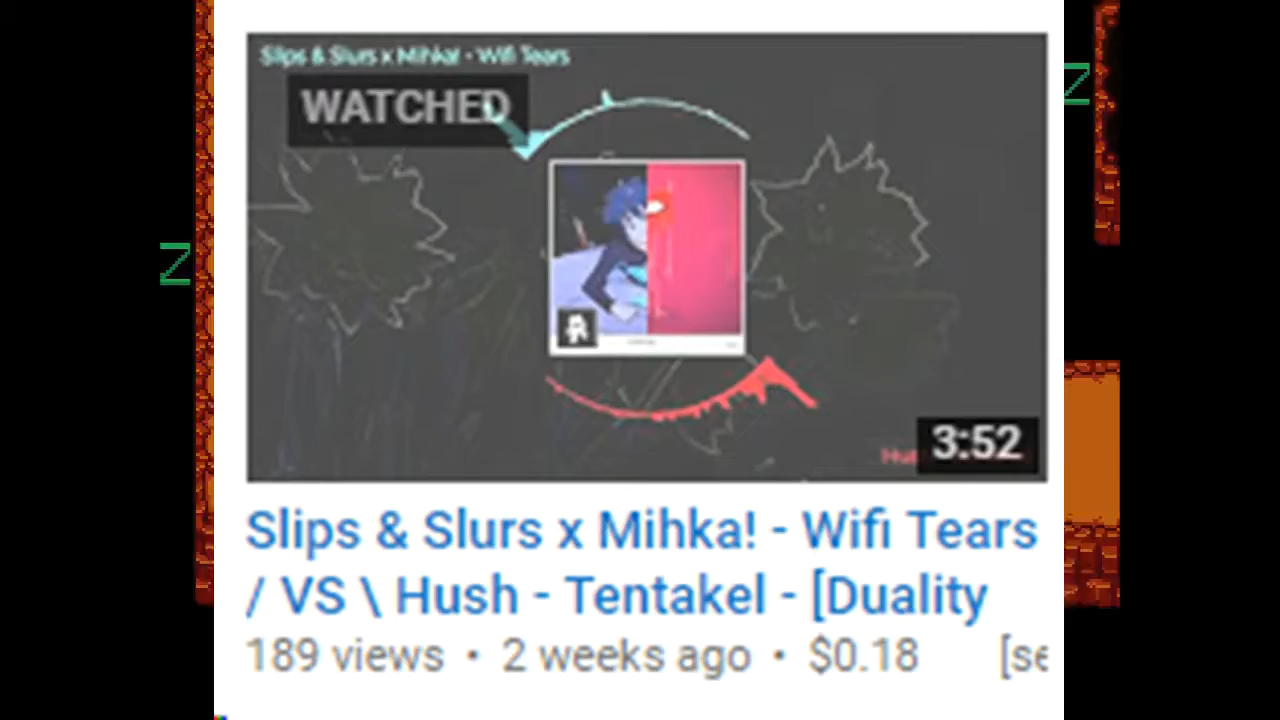 Slips & Slurs x Mihka! - Wifi Tears
WATCHED
Z
Z
3:52
Slips & Slurs x Mihka! - Wifi Tears
/ VS \ Hush - Tentakel - [Duality
189 views • 2 weeks ago • $0.18 [se